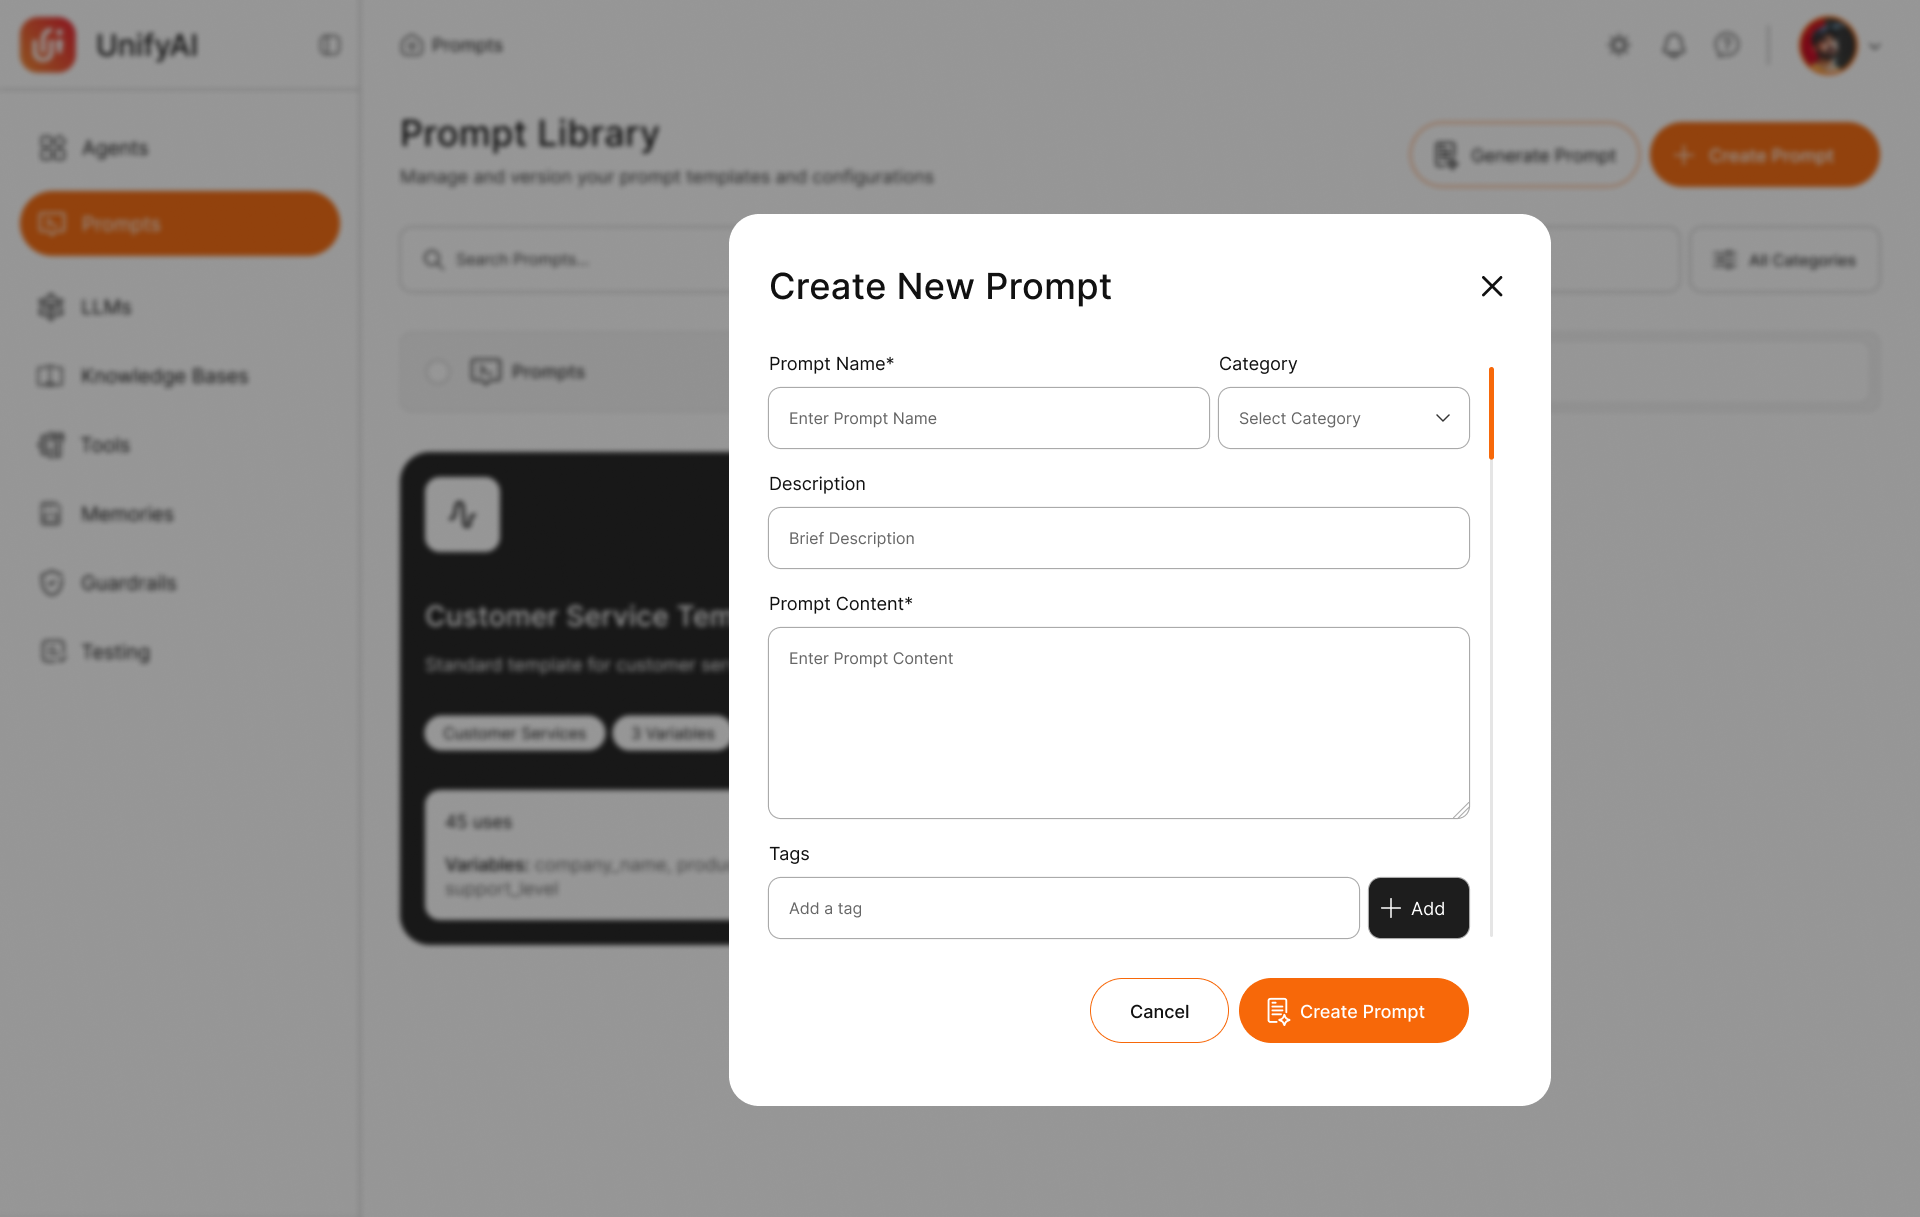 UnifyAI
Prompts
Agents
Prompts
LLMs
Knowledge Bases
Tools
Memories
Guardrails
Testing
Prompt Library
Manage and version your prompt templates and configurations
Generate Prompt
Create Prompt
Search Prompts...
All Categories
Prompts
Customer Service Tem
Standard template for customer ser
Customer Services
3 Variables
45 uses
Variables: company_name, produ
support_level
Create New Prompt
Prompt Name*
Category
Enter Prompt Name
Select Category
Description
Brief Description
Prompt Content*
Enter Prompt Content
Tags
Add a tag
Add
Cancel
Create Prompt